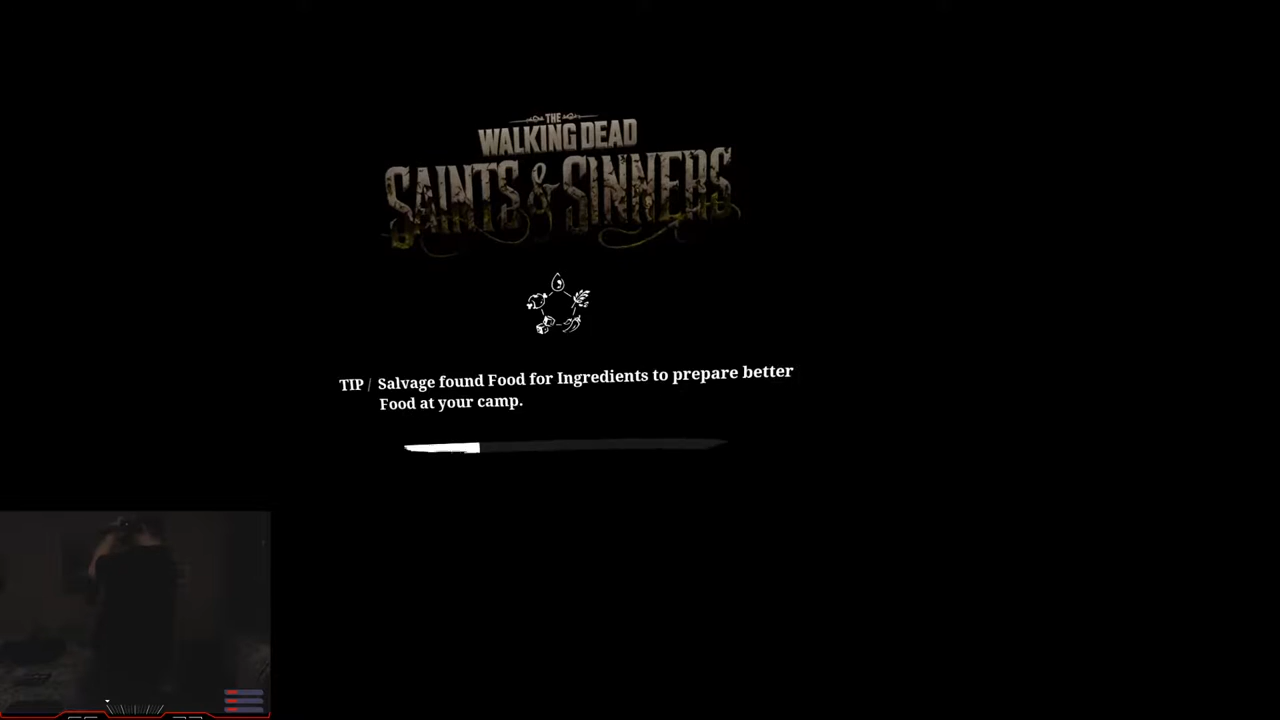 THE
WALKING DEAD
SAINTS & SINNERS
TIP / Salvage found Food for Ingredients to prepare better
Food at your camp.